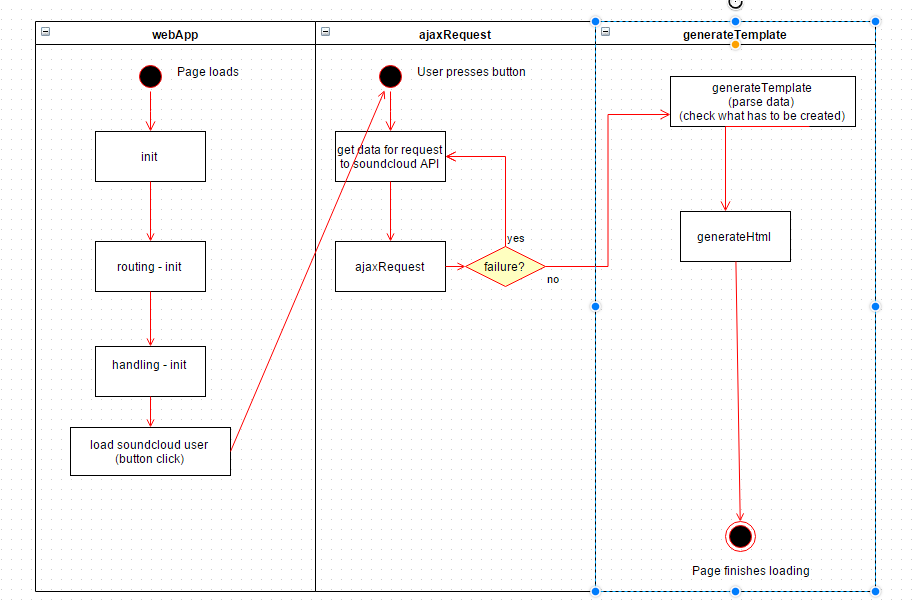 webApp
ajaxRequest
generateTemplate
Page loads
init
routing - init
handling - init
load soundcloud user
(button click)
User presses button
get data for request
to soundcloud API
ajaxRequest
failure?
yes
no
generateTemplate
(parse data)
(check what has to be created)
generateHtml
Page finishes loading